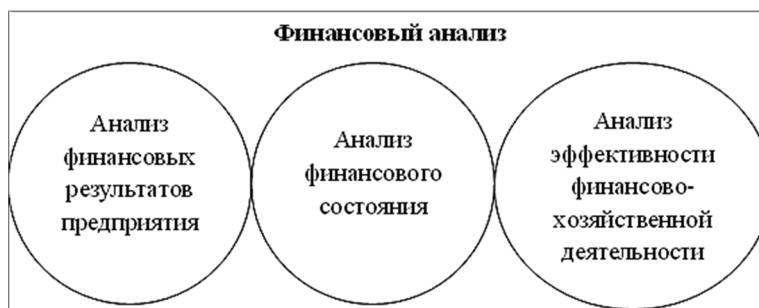 Финансовый анализ
Анализ
финансовых
результатов
предприятия
Анализ
финансового
состояния
Анализ
эффективности
финансово-
хозяйственной
деятельности